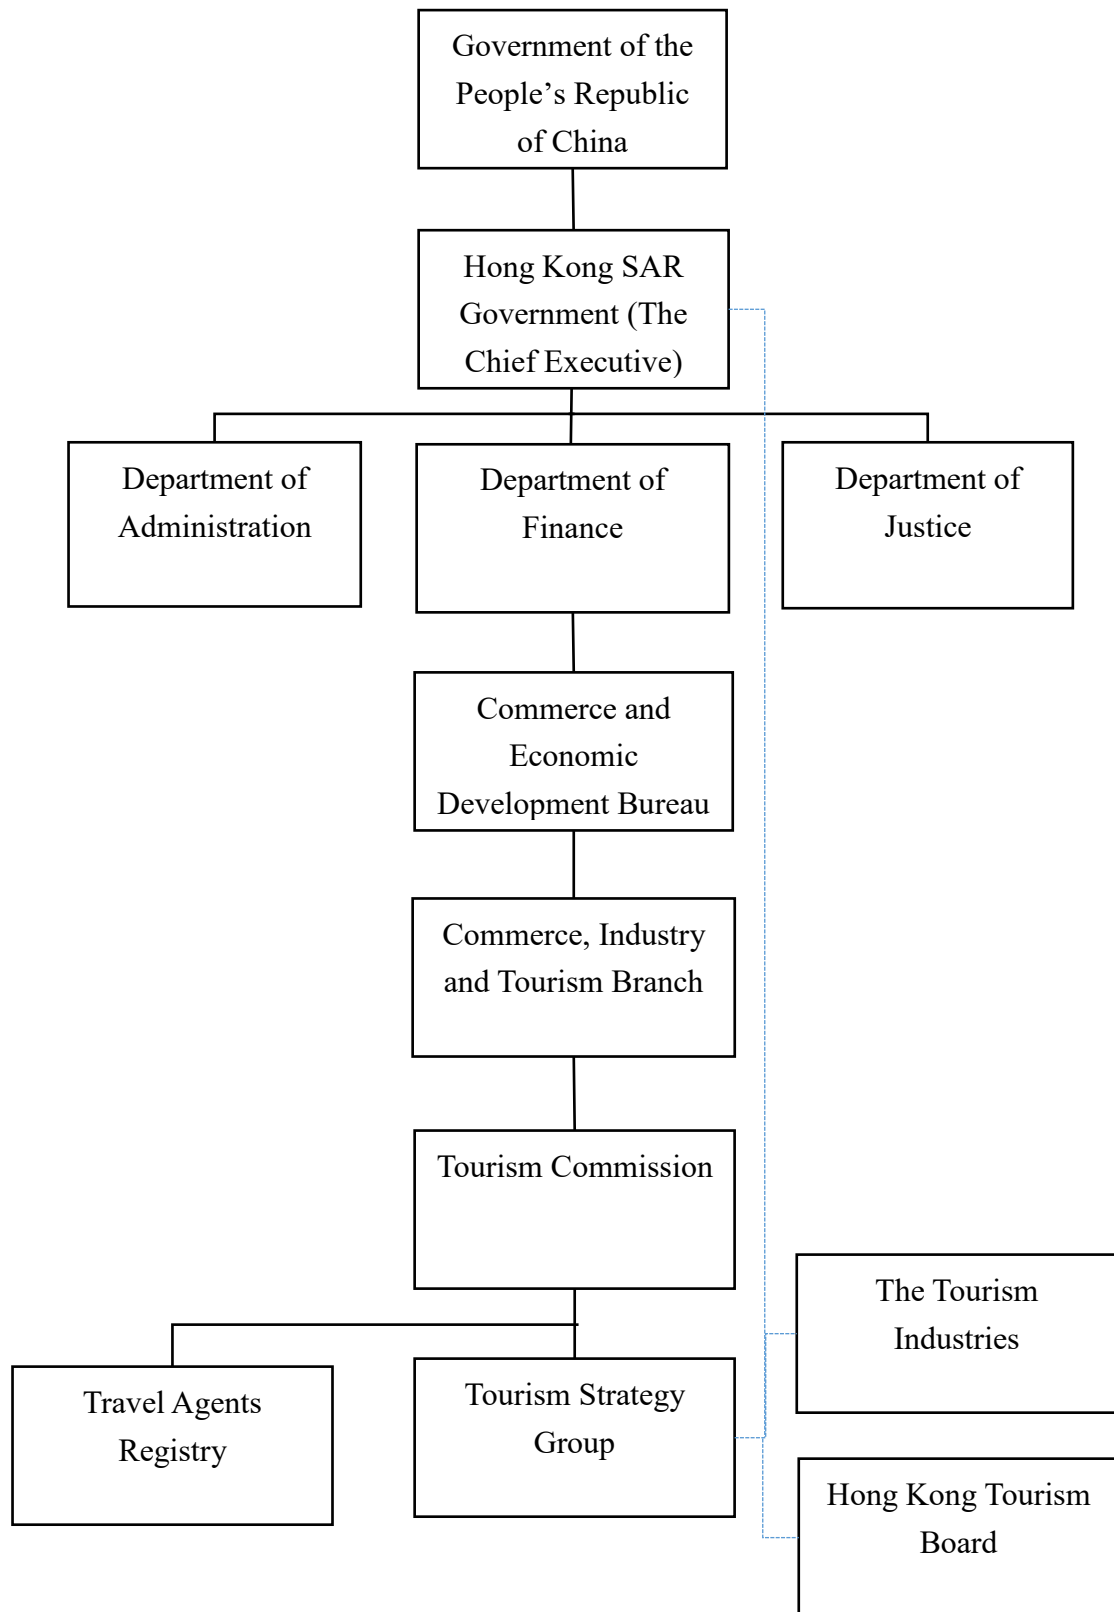 Government of the
People’s Republic
of China
Hong Kong SAR
Government (The
Chief Executive)
Department of
Administration
Department of
Finance
Department of
Justice
Commerce and
Economic
Development Bureau
Commerce, Industry
and Tourism Branch
Tourism Commission
The Tourism
Industries
Travel Agents
Registry
Tourism Strategy
Group
Hong Kong Tourism
Board